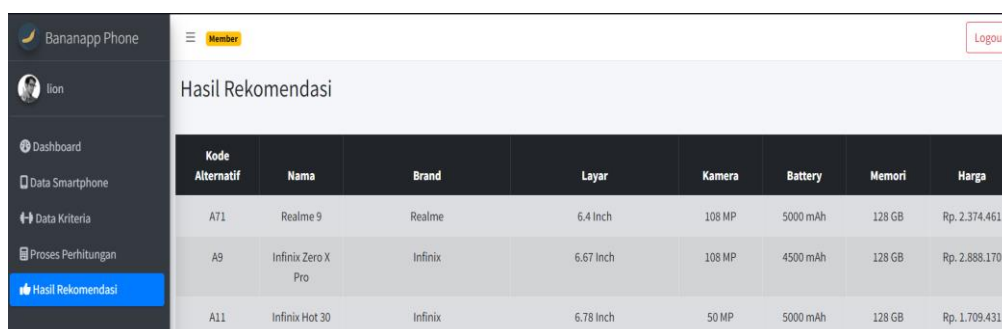 Bananapp Phone
Member
Logou
lion
Hasil Rekomendasi
Dashboard
Data Smartphone
Data Kriteria
Proses Perhitungan
Hasil Rekomendasi
Kode Alternatif Nama Brand Layar Kamera Battery Memori Harga
A71 Realme 9 Realme 6.4 Inch 108 MP 5000 mAh 128 GB Rp. 2.374.461
A9 Infinix Zero X Pro Infinix 6.67 Inch 108 MP 4500 mAh 128 GB Rp. 2.888.170
A11 Infinix Hot 30 Infinix 6.78 Inch 50 MP 5000 mAh 128 GB Rp. 1.709.431